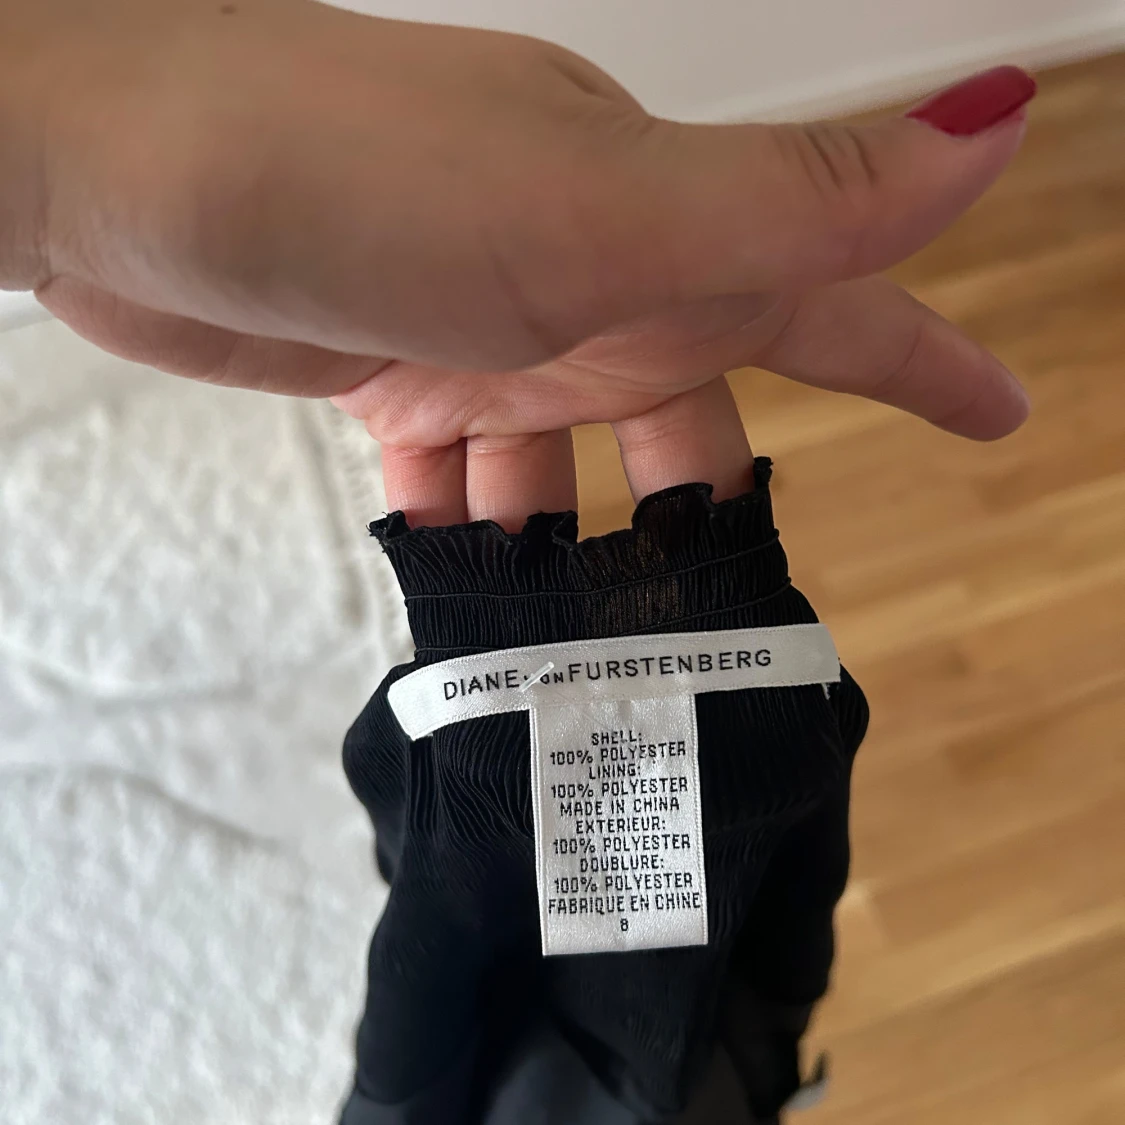 DIANE VON FURSTENBERG
SHELL:
100% POLYESTER
LINING:
100% POLYESTER
MADE IN CHINA
EXTERIEUR:
100% POLYESTER
DOUBLURE:
100% POLYESTER
FABRIQUE EN CHINE
8